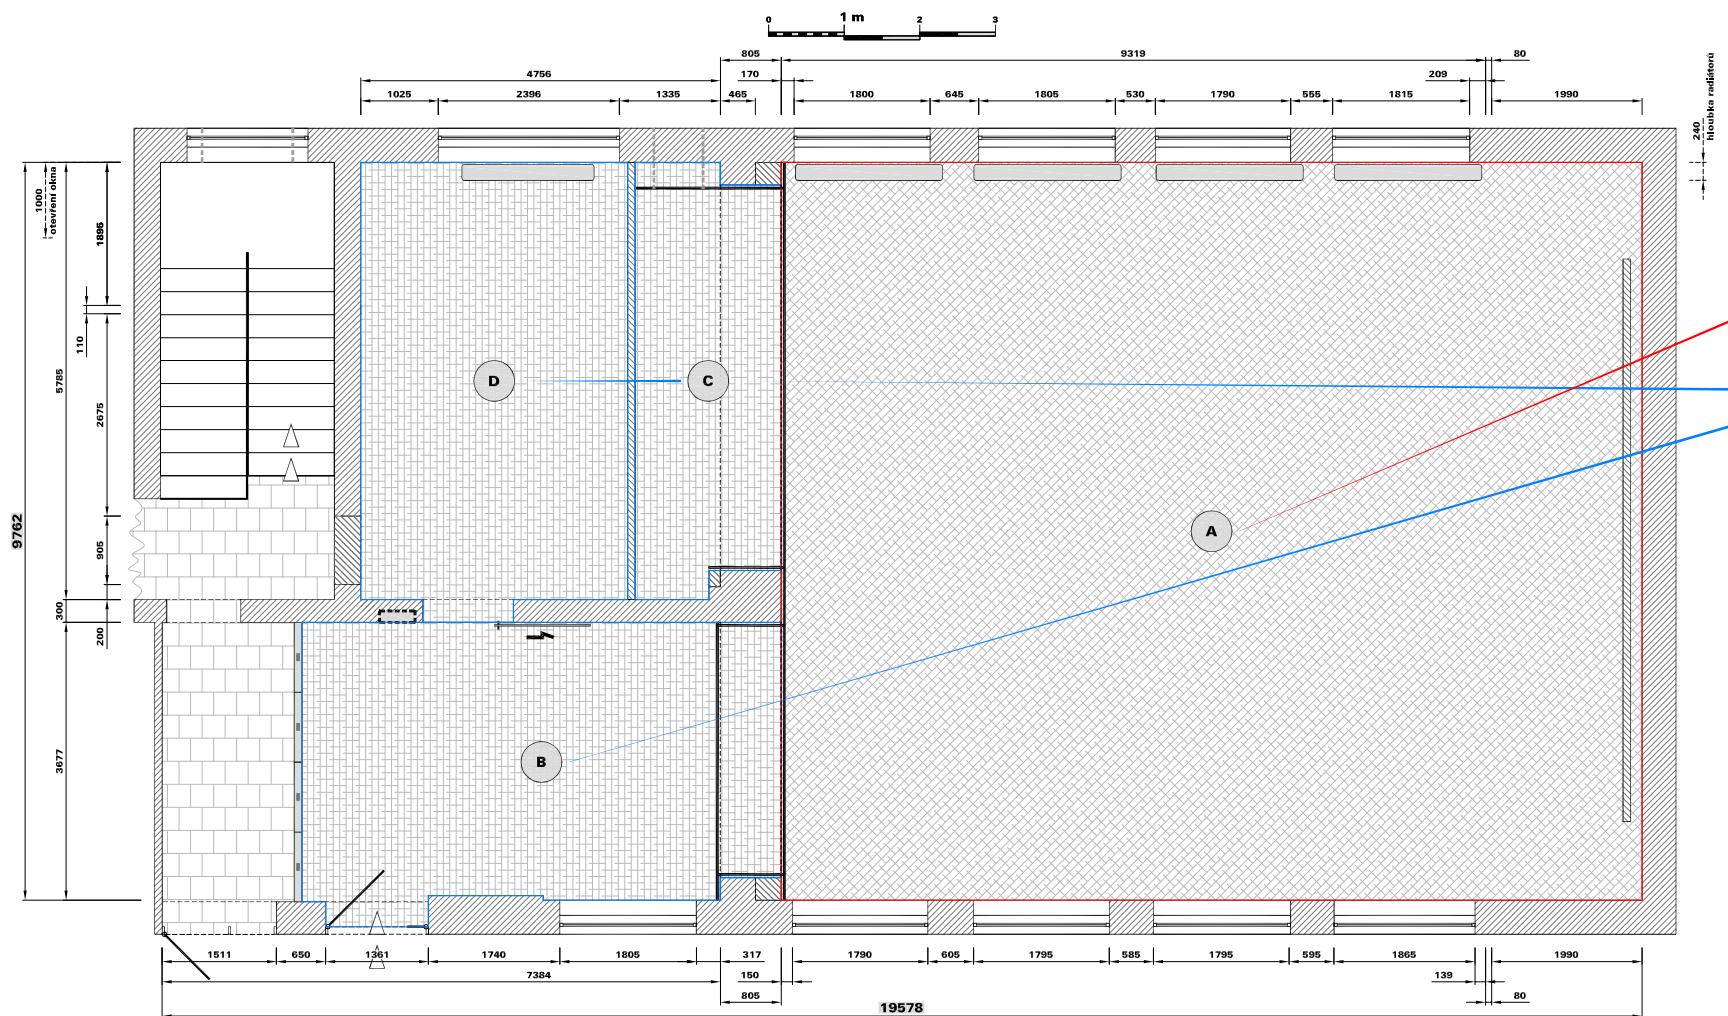 0 1 m 2 3
805 9319 80
4756 170 209
1025 2396 1335 465 1800 645 1805 530 1790 555 1815 1990
240
hloubka radiátorů
1000
otevření okna
1895
110
5785
2675
9762
905
300
200
3677
D
C
A
B
1511 650 1361 1740 1805 317 1790 605 1795 585 1795 595 1865 1990
7384 150 139
805 80
19578